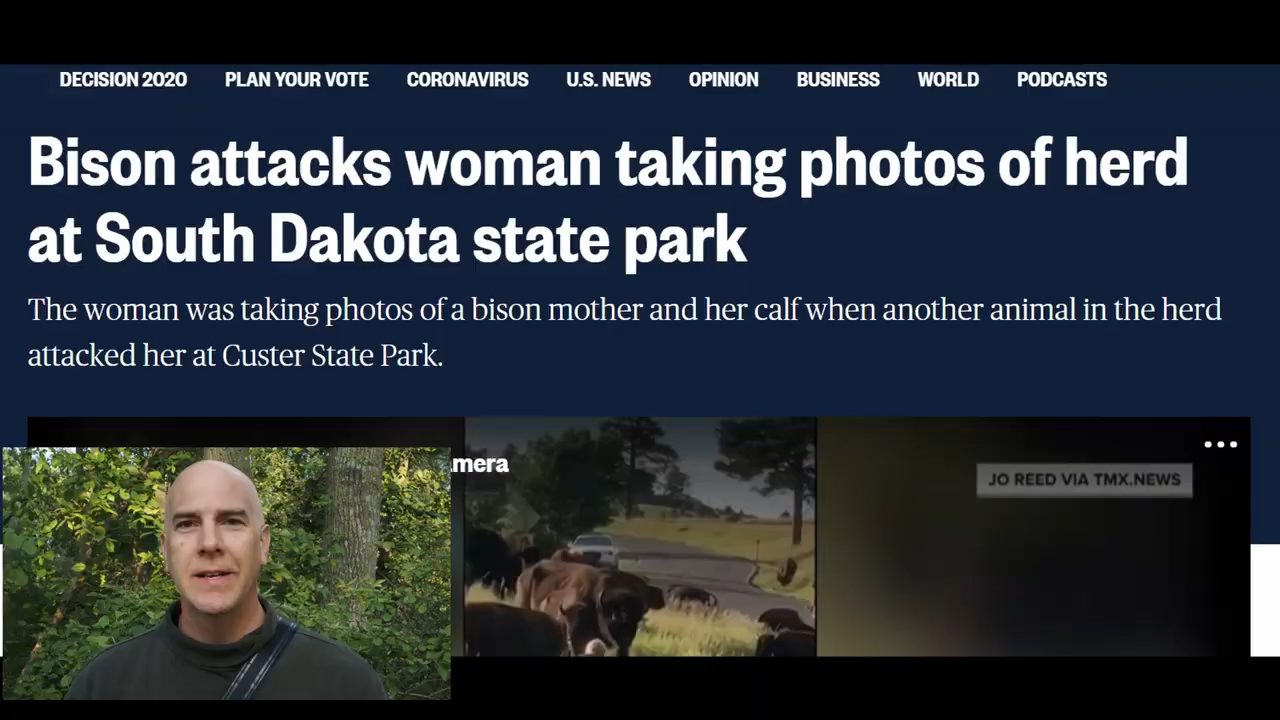 DECISION 2020 PLAN YOUR VOTE CORONAVIRUS U.S. NEWS OPINION BUSINESS WORLD PODCASTS
Bison attacks woman taking photos of herd
at South Dakota state park
The woman was taking photos of a bison mother and her calf when another animal in the herd
attacked her at Custer State Park.
amera
JO REED VIA TMX.NEWS